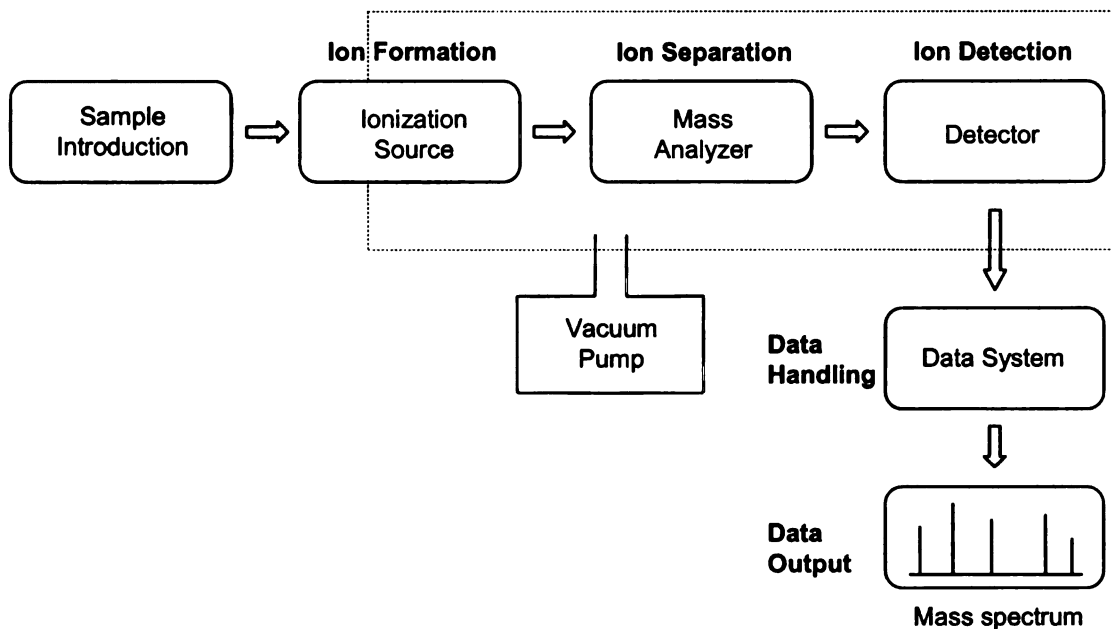 Ion Formation
Ion Separation
Ion Detection
Sample
Introduction
Ionization
Source
Mass
Analyzer
Detector
Vacuum
Pump
Data
Handling
Data System
Data
Output
Mass spectrum